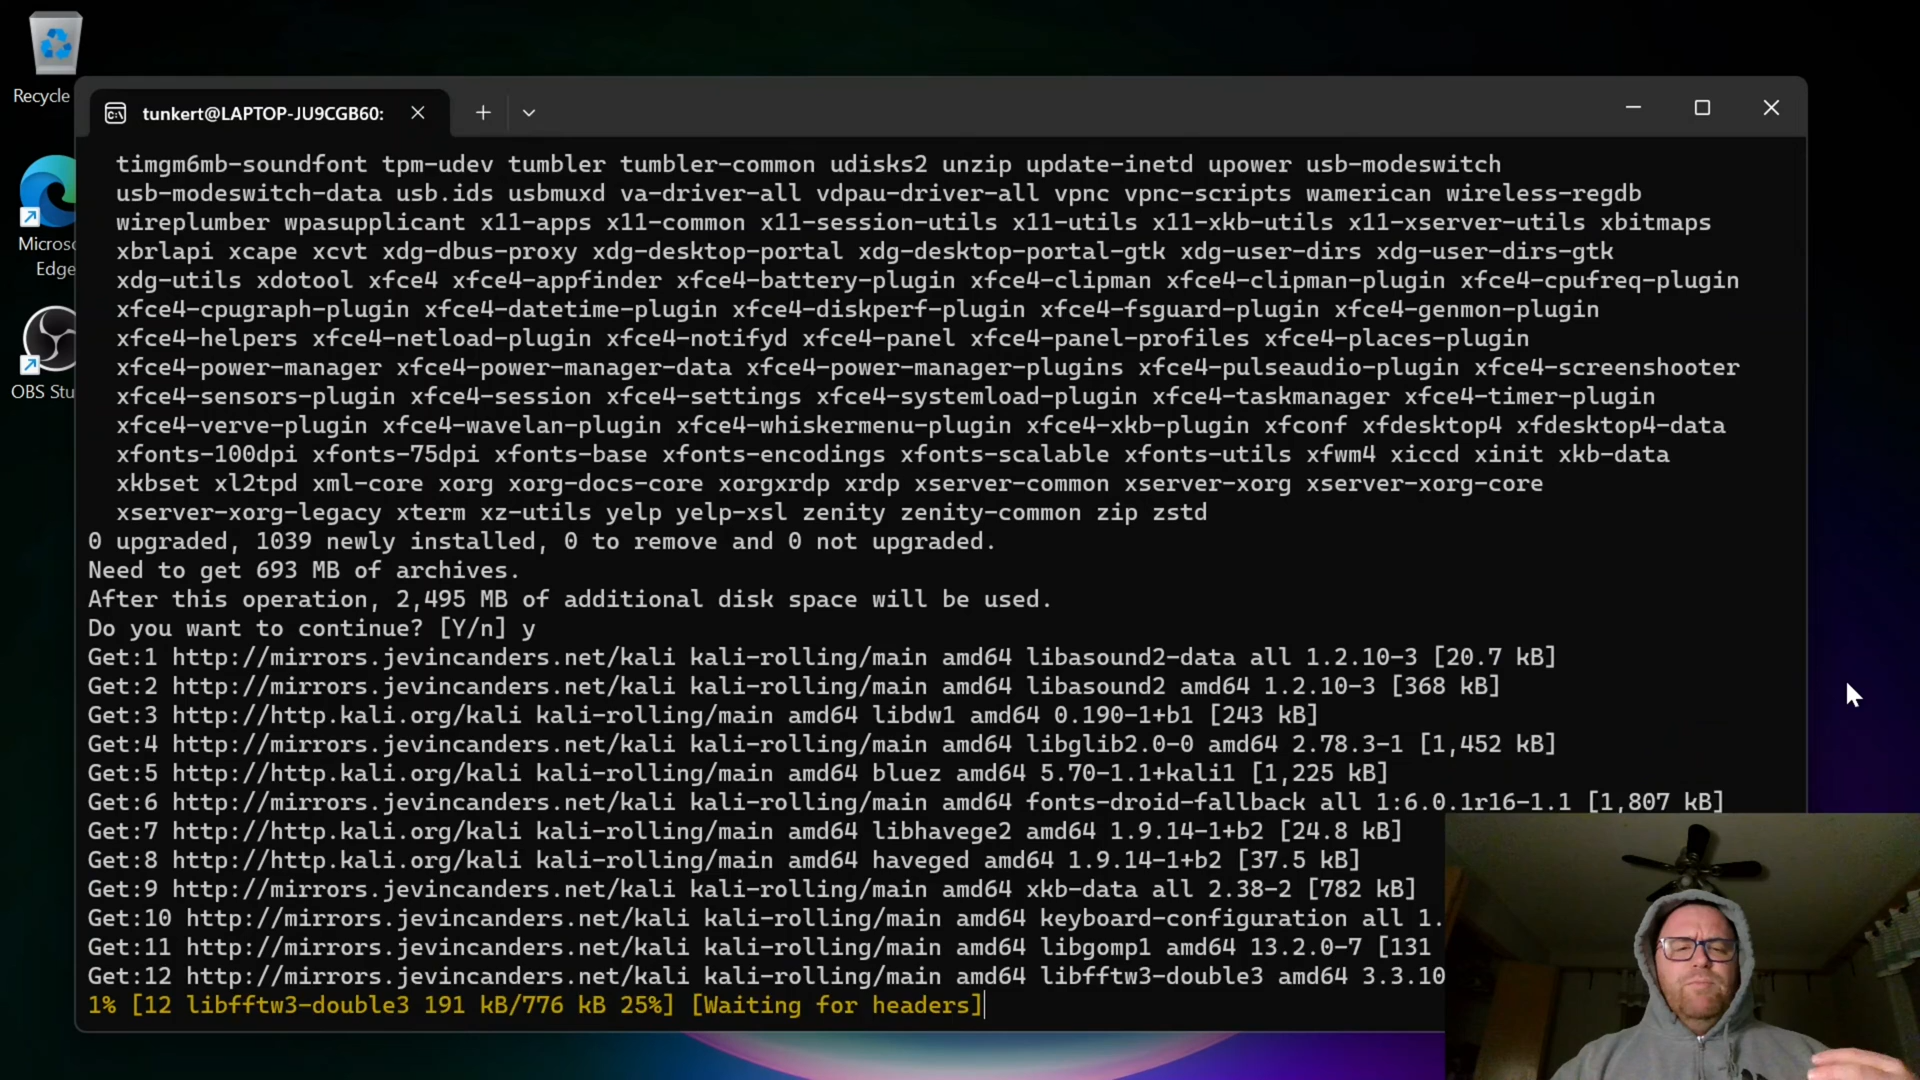 Recycle
Microso
Edge
OBS Stu
tunkert@LAPTOP-JU9CGB60:
timgm6mb-soundfont tpm-udev tumbler tumbler-common udisks2 unzip update-inetd upower usb-modeswitch
usb-modeswitch-data usb.ids usbmuxd va-driver-all vdpau-driver-all vpnc vpnc-scripts wamerican wireless-regdb
wireplumber wpasupplicant x11-apps x11-common x11-session-utils x11-utils x11-xkb-utils x11-xserver-utils xbitmaps
xbrlapi xcape xcvt xdg-dbus-proxy xdg-desktop-portal xdg-desktop-portal-gtk xdg-user-dirs xdg-user-dirs-gtk
xdg-utils xdotool xfce4 xfce4-appfinder xfce4-battery-plugin xfce4-clipman xfce4-clipman-plugin xfce4-cpufreq-plugin
xfce4-cpugraph-plugin xfce4-datetime-plugin xfce4-diskperf-plugin xfce4-fsguard-plugin xfce4-genmon-plugin
xfce4-helpers xfce4-netload-plugin xfce4-notifyd xfce4-panel xfce4-panel-profiles xfce4-places-plugin
xfce4-power-manager xfce4-power-manager-data xfce4-power-manager-plugins xfce4-pulseaudio-plugin xfce4-screenshooter
xfce4-sensors-plugin xfce4-session xfce4-settings xfce4-systemload-plugin xfce4-taskmanager xfce4-timer-plugin
xfce4-verve-plugin xfce4-wavelan-plugin xfce4-whiskermenu-plugin xfce4-xkb-plugin xfconf xfdesktop4 xfdesktop4-data
xfonts-100dpi xfonts-75dpi xfonts-base xfonts-encodings xfonts-scalable xfonts-utils xfwm4 xiccd xinit xkb-data
xkbset xl2tpd xml-core xorg xorg-docs-core xorgxrdp xrdp xserver-common xserver-xorg xserver-xorg-core
xserver-xorg-legacy xterm xz-utils yelp yelp-xsl zenity zenity-common zip zstd
0 upgraded, 1039 newly installed, 0 to remove and 0 not upgraded.
Need to get 693 MB of archives.
After this operation, 2,495 MB of additional disk space will be used.
Do you want to continue? [Y/n] y
Get:1 http://mirrors.jevincanders.net/kali kali-rolling/main amd64 libasound2-data all 1.2.10-3 [20.7 kB]
Get:2 http://mirrors.jevincanders.net/kali kali-rolling/main amd64 libasound2 amd64 1.2.10-3 [368 kB]
Get:3 http://http.kali.org/kali kali-rolling/main amd64 libdw1 amd64 0.190-1+b1 [243 kB]
Get:4 http://mirrors.jevincanders.net/kali kali-rolling/main amd64 libglib2.0-0 amd64 2.78.3-1 [1,452 kB]
Get:5 http://http.kali.org/kali kali-rolling/main amd64 bluez amd64 5.70-1.1+kali1 [1,225 kB]
Get:6 http://mirrors.jevincanders.net/kali kali-rolling/main amd64 fonts-droid-fallback all 1:6.0.1r16-1.1 [1,807 kB]
Get:7 http://http.kali.org/kali kali-rolling/main amd64 libhavege2 amd64 1.9.14-1+b2 [24.8 kB]
Get:8 http://http.kali.org/kali kali-rolling/main amd64 haveged amd64 1.9.14-1+b2 [37.5 kB]
Get:9 http://mirrors.jevincanders.net/kali kali-rolling/main amd64 xkb-data all 2.38-2 [782 kB]
Get:10 http://mirrors.jevincanders.net/kali kali-rolling/main amd64 keyboard-configuration all 1.
Get:11 http://mirrors.jevincanders.net/kali kali-rolling/main amd64 libgomp1 amd64 13.2.0-7 [131
Get:12 http://mirrors.jevincanders.net/kali kali-rolling/main amd64 libfftw3-double3 amd64 3.3.10
1% [12 libfftw3-double3 191 kB/776 kB 25%] [Waiting for headers]